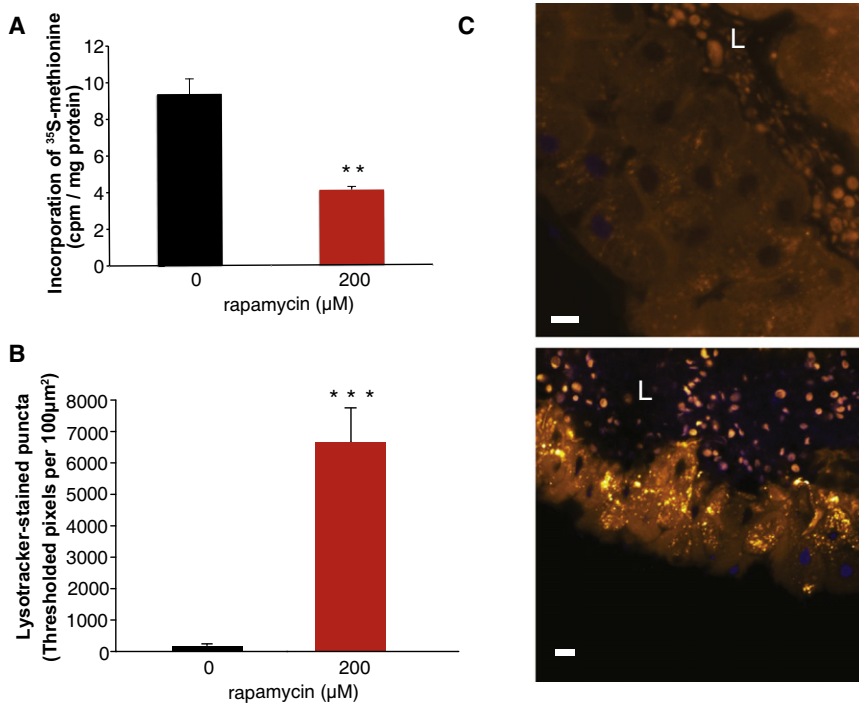 A
Incorporation of ³⁵S-methionine
(cpm / mg protein)
12
10
8
6
4
2
0
* *
0
200
rapamycin (µM)
B
Lysotracker-stained puncta
(Thresholded pixels per 100µm²)
8000
7000
6000
5000
4000
3000
2000
1000
0
* * *
0
200
rapamycin (µM)
C
L
L